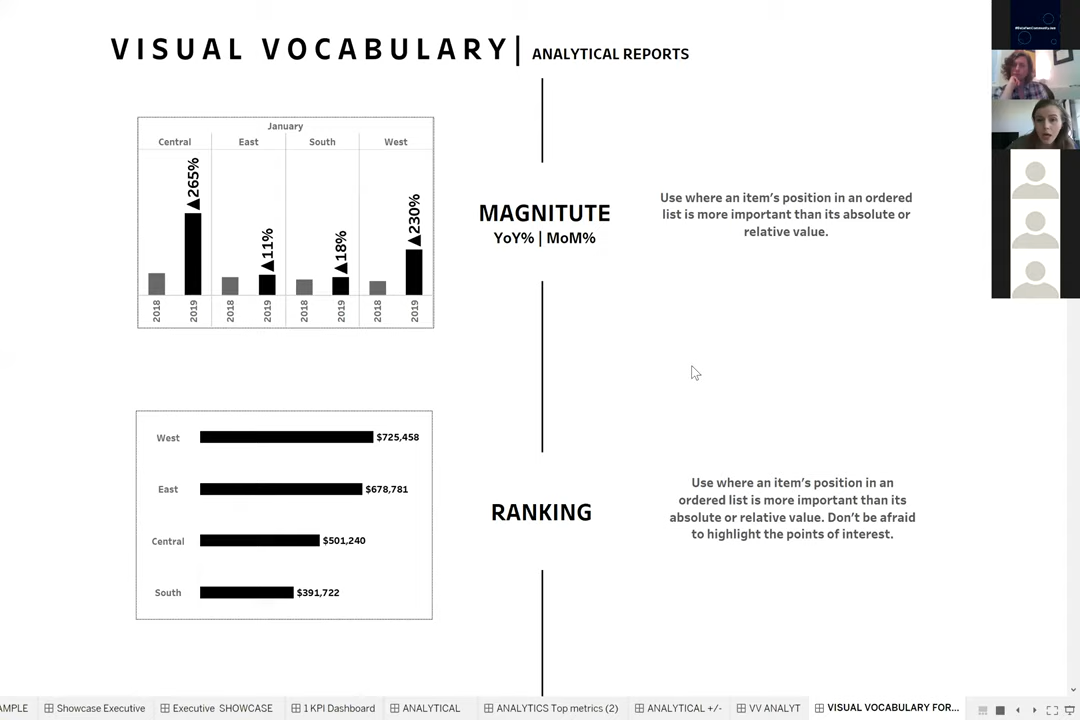 VISUAL VOCABULARY| ANALYTICAL REPORTS
January
Central East South West
▲265%
▲11%
▲18%
▲230%
2018 2019 2018 2019 2018 2019 2018 2019
MAGNITUTE
YoY% | MoM%
Use where an item's position in an ordered
list is more important than its absolute or
relative value.
West $725,458
East $678,781
Central $501,240
South $391,722
RANKING
Use where an item's position in an
ordered list is more important than its
absolute or relative value. Don't be afraid
to highlight the points of interest.
AMPLE Showcase Executive Executive SHOWCASE 1 KPI Dashboard ANALYTICAL ANALYTICS Top metrics (2) ANALYTICAL +/- VV ANALYT VISUAL VOCABULARY FOR...